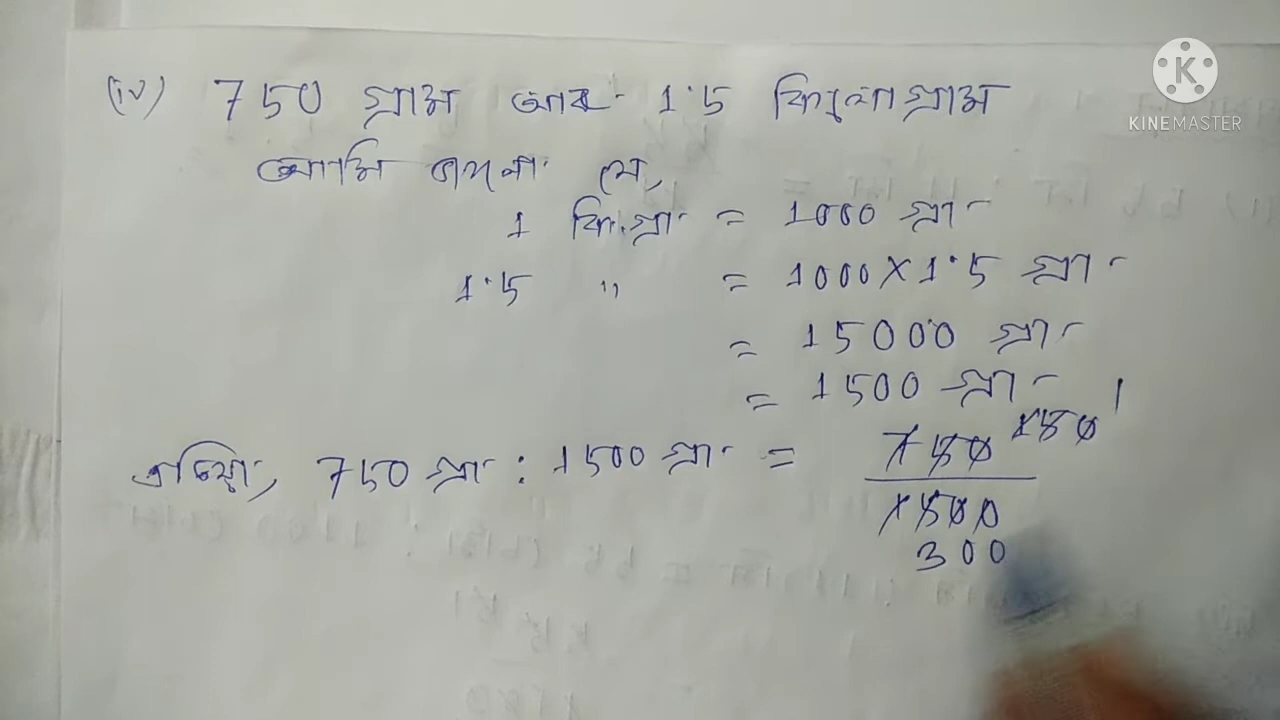 (iv) 750 গ্ৰাম আৰু 1.5 কিলোগ্ৰাম
KINEMASTER
আমি জানো যে,
1 কি.গ্ৰা = 1000 গ্ৰা
1.5 " = 1000 × 1.5 গ্ৰা
= 15000 গ্ৰা
= 1500 গ্ৰা
750 গ্ৰা : 1500 গ্ৰা = 750 150 1
1500
300